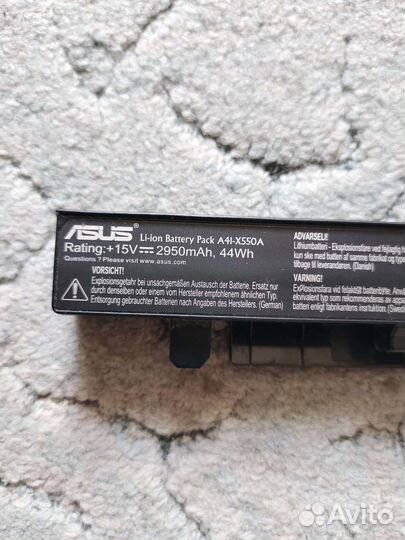 ASUS Li-ion Battery Pack A41-X550A
Rating:+15V⎓2950mAh, 44Wh
Questions ? Please visit www.asus.com
VORSICHT!
Explosionsgefahr bei unsachgemäßen Austausch der Batterie. Ersatz nur
durch denselben oder einem vom Hersteller empfohlenen ähnlichen Typ.
Entsorgung gebrauchter Batterien nach Angaben des Herstellers. (German)
ADVARSEL!
Lithiumbatteri - Eksplosionsfare ved fejlagtig
kun ske med batteri af samme fabrikat og
tilbage til leverandøren. (Danish)
VARNING!
Explosionsfara vid felaktigt batteribyte.
ekvivalent typ som rekommenderas av
batteri enligt fabrikantens
Avito